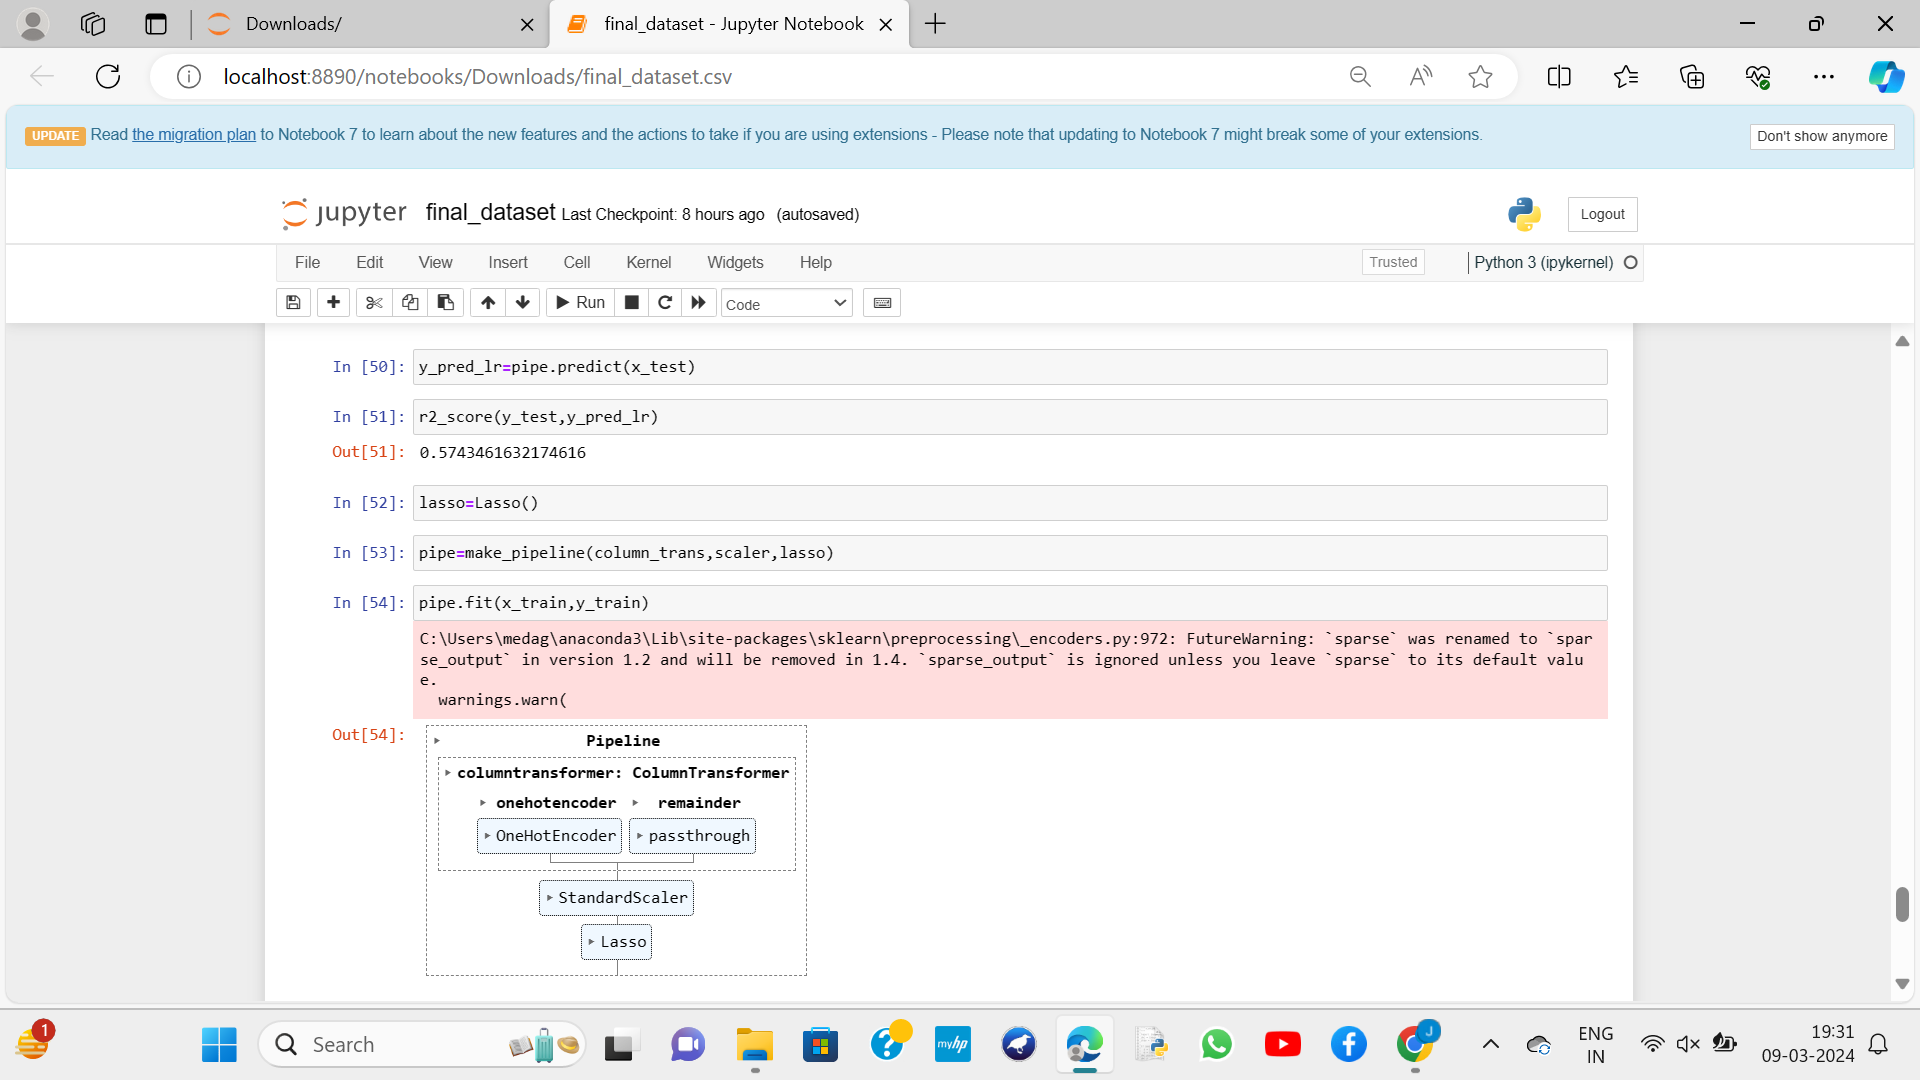 Downloads/
final_dataset - Jupyter Notebook
localhost:8890/notebooks/Downloads/final_dataset.csv
UPDATE Read the migration plan to Notebook 7 to learn about the new features and the actions to take if you are using extensions - Please note that updating to Notebook 7 might break some of your extensions.
Don't show anymore
jupyter final_dataset Last Checkpoint: 8 hours ago (autosaved)
Logout
File Edit View Insert Cell Kernel Widgets Help
Trusted
Python 3 (ipykernel)
Run
Code
In [50]: y_pred_lr=pipe.predict(x_test)
In [51]: r2_score(y_test,y_pred_lr)
Out[51]: 0.5743461632174616
In [52]: lasso=Lasso()
In [53]: pipe=make_pipeline(column_trans,scaler,lasso)
In [54]: pipe.fit(x_train,y_train)
C:\Users\medag\anaconda3\Lib\site-packages\sklearn\preprocessing\_encoders.py:972: FutureWarning: `sparse` was renamed to `spar
se_output` in version 1.2 and will be removed in 1.4. `sparse_output` is ignored unless you leave `sparse` to its default valu
e.
warnings.warn(
Out[54]:
Pipeline
columntransformer: ColumnTransformer
onehotencoder remainder
OneHotEncoder passthrough
StandardScaler
Lasso
1
Search
myhp
J
ENG
IN
19:31
09-03-2024